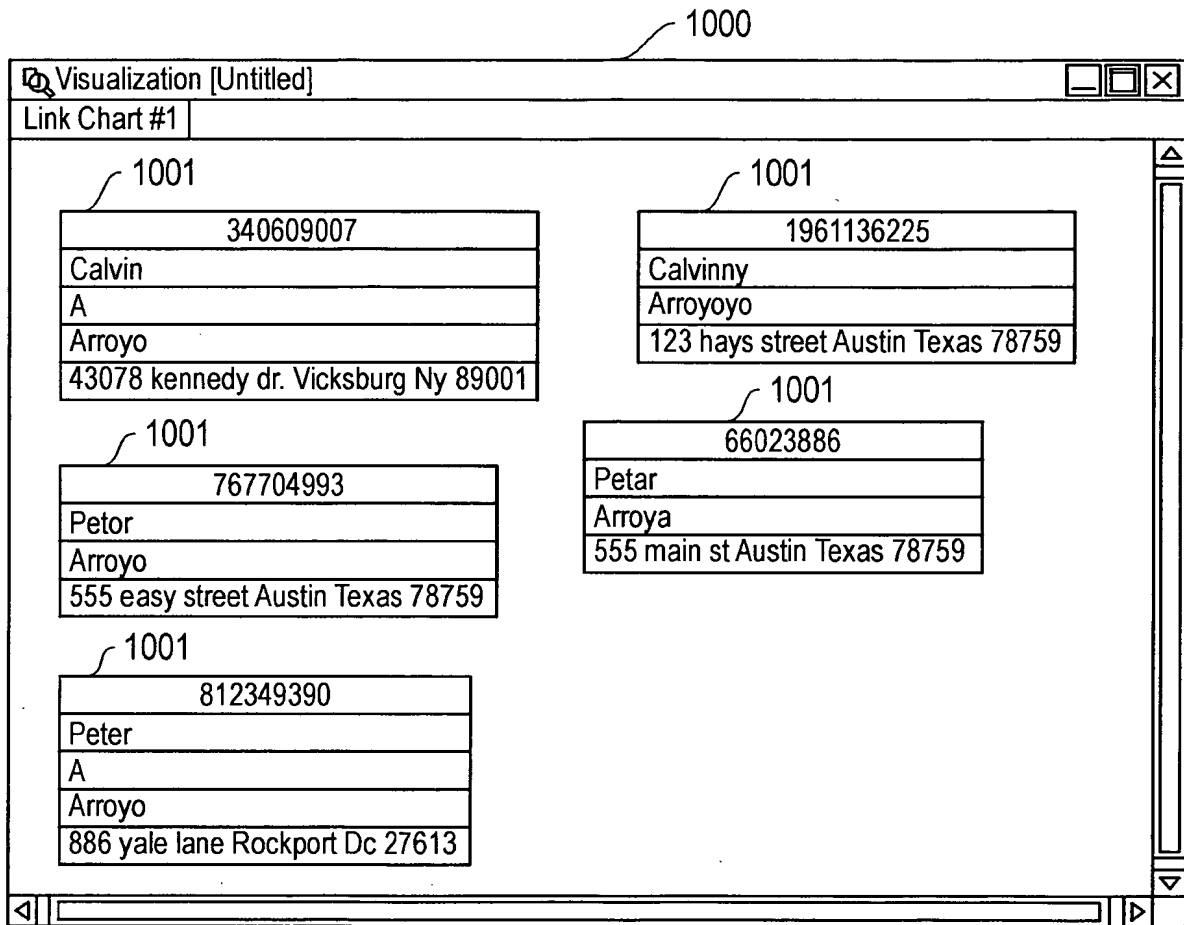 1000
Visualization [Untitled]
Link Chart #1
1001
340609007
Calvin
A
Arroyo
43078 kennedy dr. Vicksburg Ny 89001
1001
1961136225
Calvinny
Arroyoyo
123 hays street Austin Texas 78759
1001
767704993
Petor
Arroyo
555 easy street Austin Texas 78759
1001
66023886
Petar
Arroya
555 main st Austin Texas 78759
1001
812349390
Peter
A
Arroyo
886 yale lane Rockport Dc 27613